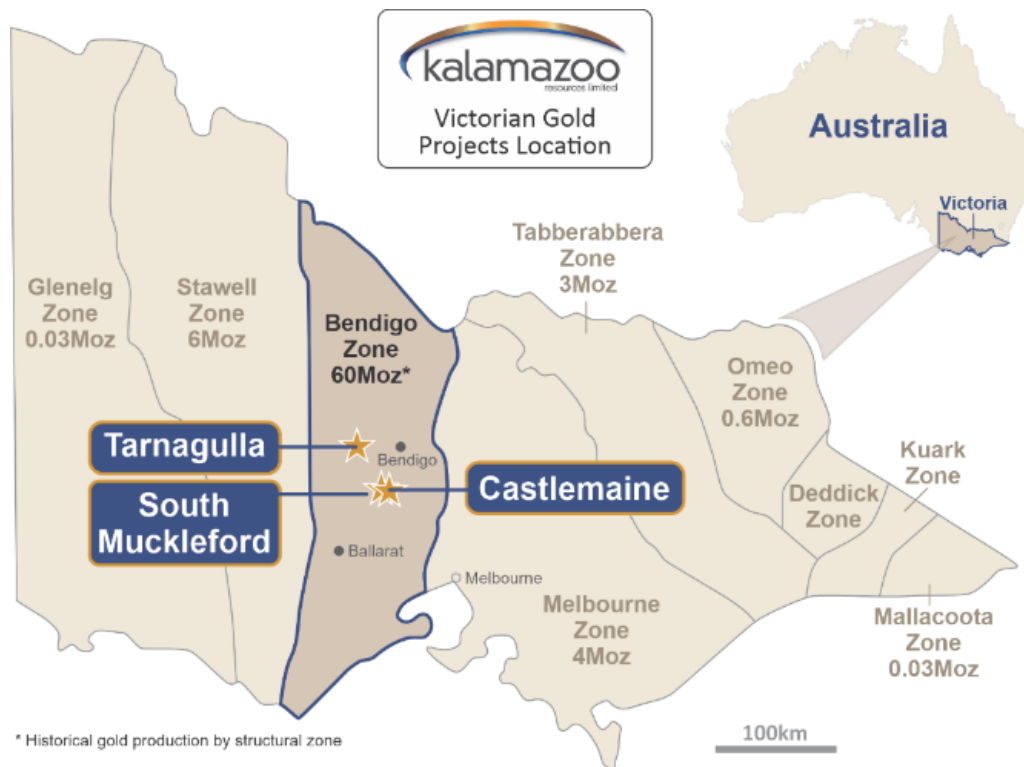 kalamazoo
resources limited
Victorian Gold
Projects Location
Australia
Victoria
Tabberabbera
Zone
3Moz
Glenelg
Zone
0.03Moz
Stawell
Zone
6Moz
Bendigo
Zone
60Moz*
Omeo
Zone
0.6Moz
Tarnagulla
Bendigo
Kuark
Zone
South
Muckleford
Castlemaine
Deddick
Zone
Ballarat
Melbourne
Melbourne
Zone
4Moz
Mallacoota
Zone
0.03Moz
* Historical gold production by structural zone
100km